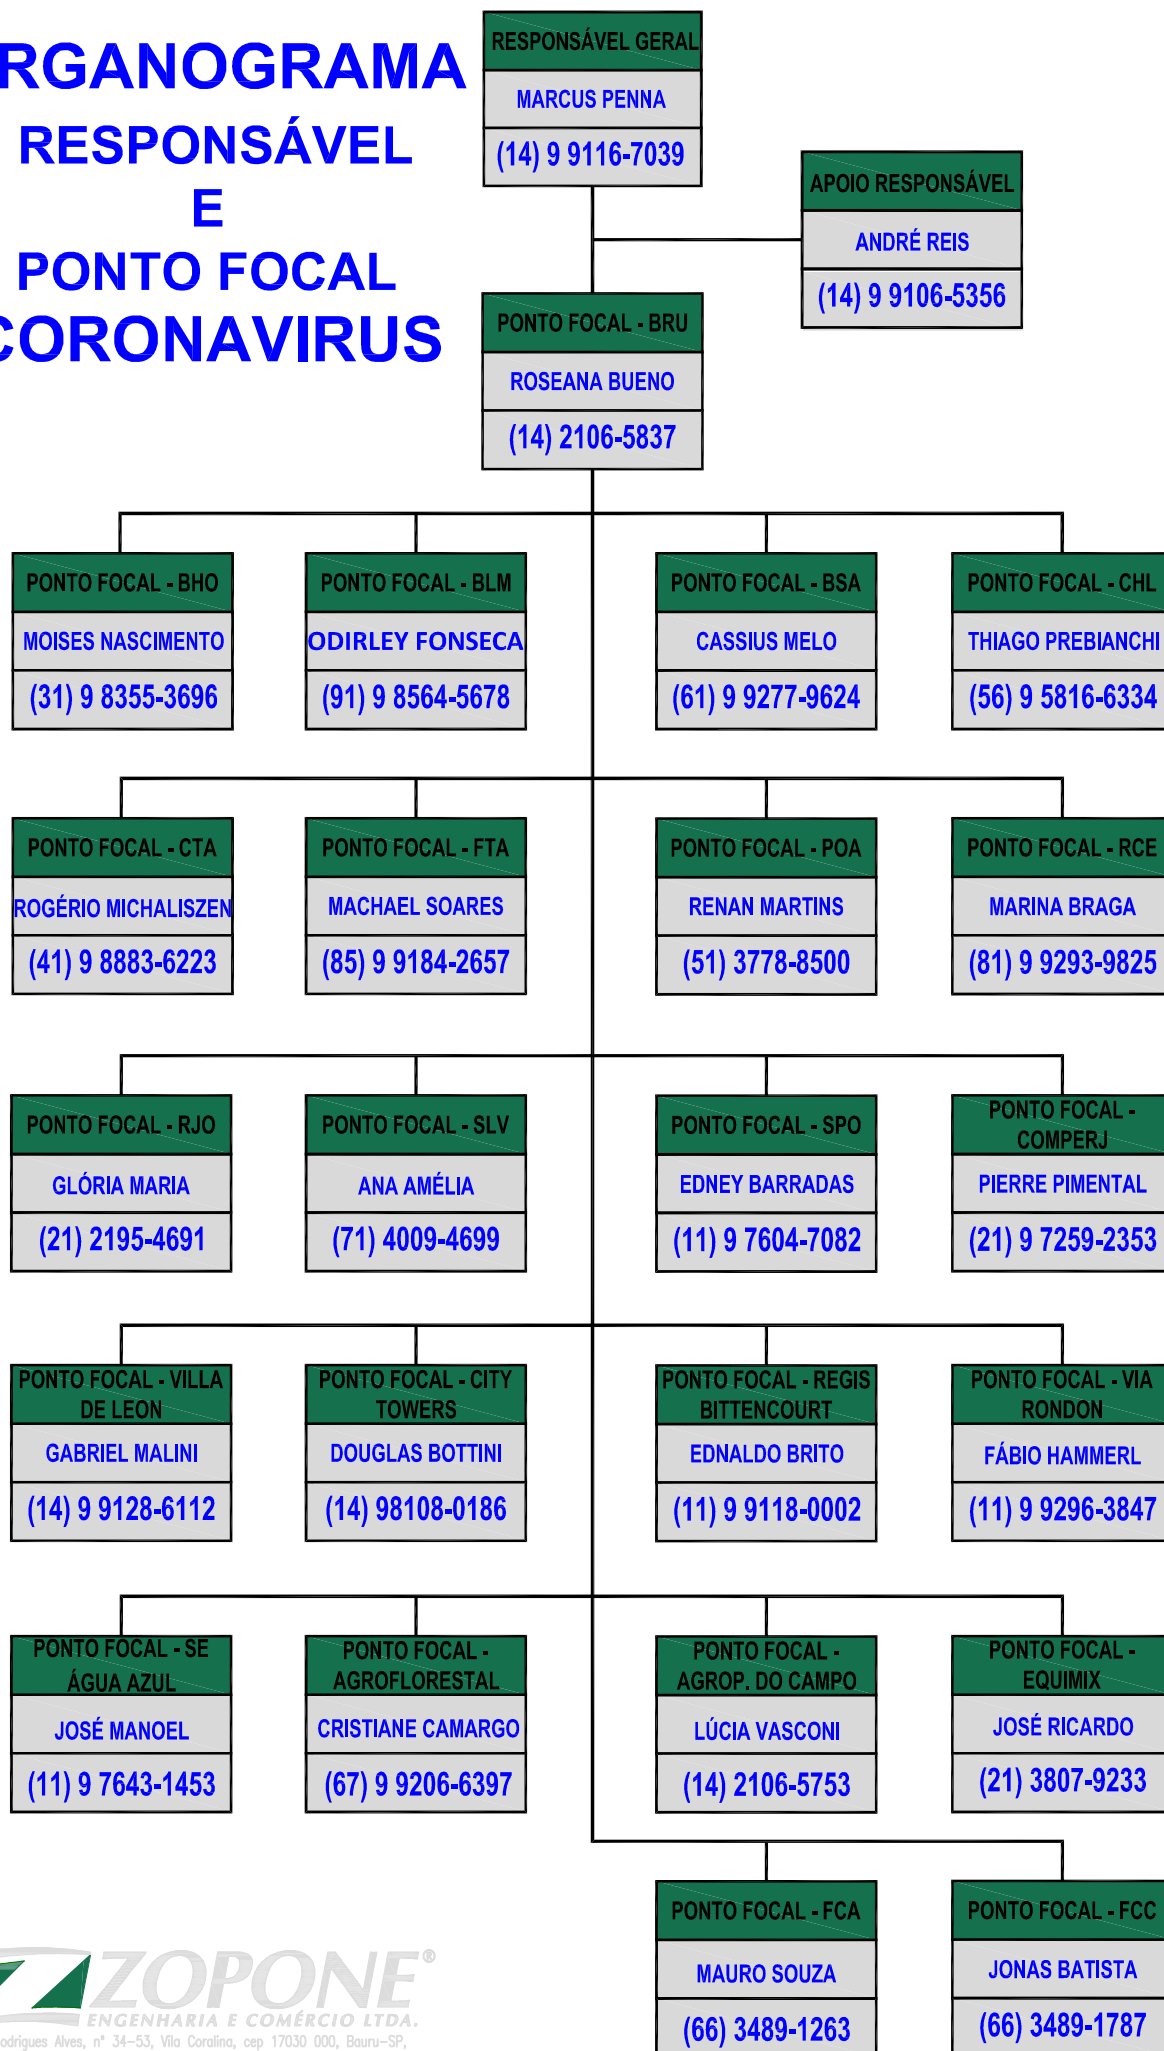 RGANOGRAMA
RESPONSÁVEL
E
PONTO FOCAL
CORONAVIRUS
RESPONSÁVEL GERAL
MARCUS PENNA
(14) 9 9116-7039
APOIO RESPONSÁVEL
ANDRÉ REIS
(14) 9 9106-5356
PONTO FOCAL - BRU
ROSEANA BUENO
(14) 2106-5837
PONTO FOCAL - BHO
MOISES NASCIMENTO
(31) 9 8355-3696
PONTO FOCAL - BLM
ODIRLEY FONSECA
(91) 9 8564-5678
PONTO FOCAL - BSA
CASSIUS MELO
(61) 9 9277-9624
PONTO FOCAL - CHL
THIAGO PREBIANCHI
(56) 9 5816-6334
PONTO FOCAL - CTA
ROGÉRIO MICHALISZEN
(41) 9 8883-6223
PONTO FOCAL - FTA
MACHAEL SOARES
(85) 9 9184-2657
PONTO FOCAL - POA
RENAN MARTINS
(51) 3778-8500
PONTO FOCAL - RCE
MARINA BRAGA
(81) 9 9293-9825
PONTO FOCAL - RJO
GLÓRIA MARIA
(21) 2195-4691
PONTO FOCAL - SLV
ANA AMÉLIA
(71) 4009-4699
PONTO FOCAL - SPO
EDNEY BARRADAS
(11) 9 7604-7082
PONTO FOCAL -
COMPERJ
PIERRE PIMENTAL
(21) 9 7259-2353
PONTO FOCAL - VILLA
DE LEON
GABRIEL MALINI
(14) 9 9128-6112
PONTO FOCAL - CITY
TOWERS
DOUGLAS BOTTINI
(14) 98108-0186
PONTO FOCAL - REGIS
BITTENCOURT
EDNALDO BRITO
(11) 9 9118-0002
PONTO FOCAL - VIA
RONDON
FÁBIO HAMMERL
(11) 9 9296-3847
PONTO FOCAL - SE
ÁGUA AZUL
JOSÉ MANOEL
(11) 9 7643-1453
PONTO FOCAL -
AGROFLORESTAL
CRISTIANE CAMARGO
(67) 9 9206-6397
PONTO FOCAL -
AGROP. DO CAMPO
LÚCIA VASCONI
(14) 2106-5753
PONTO FOCAL -
EQUIMIX
JOSÉ RICARDO
(21) 3807-9233
PONTO FOCAL - FCA
MAURO SOUZA
(66) 3489-1263
PONTO FOCAL - FCC
JONAS BATISTA
(66) 3489-1787
ZOPONE®
ENGENHARIA E COMÉRCIO LTDA.
odrigues Alves, n° 34-53, Vila Coralina, cep 17030 000, Bauru-SP,